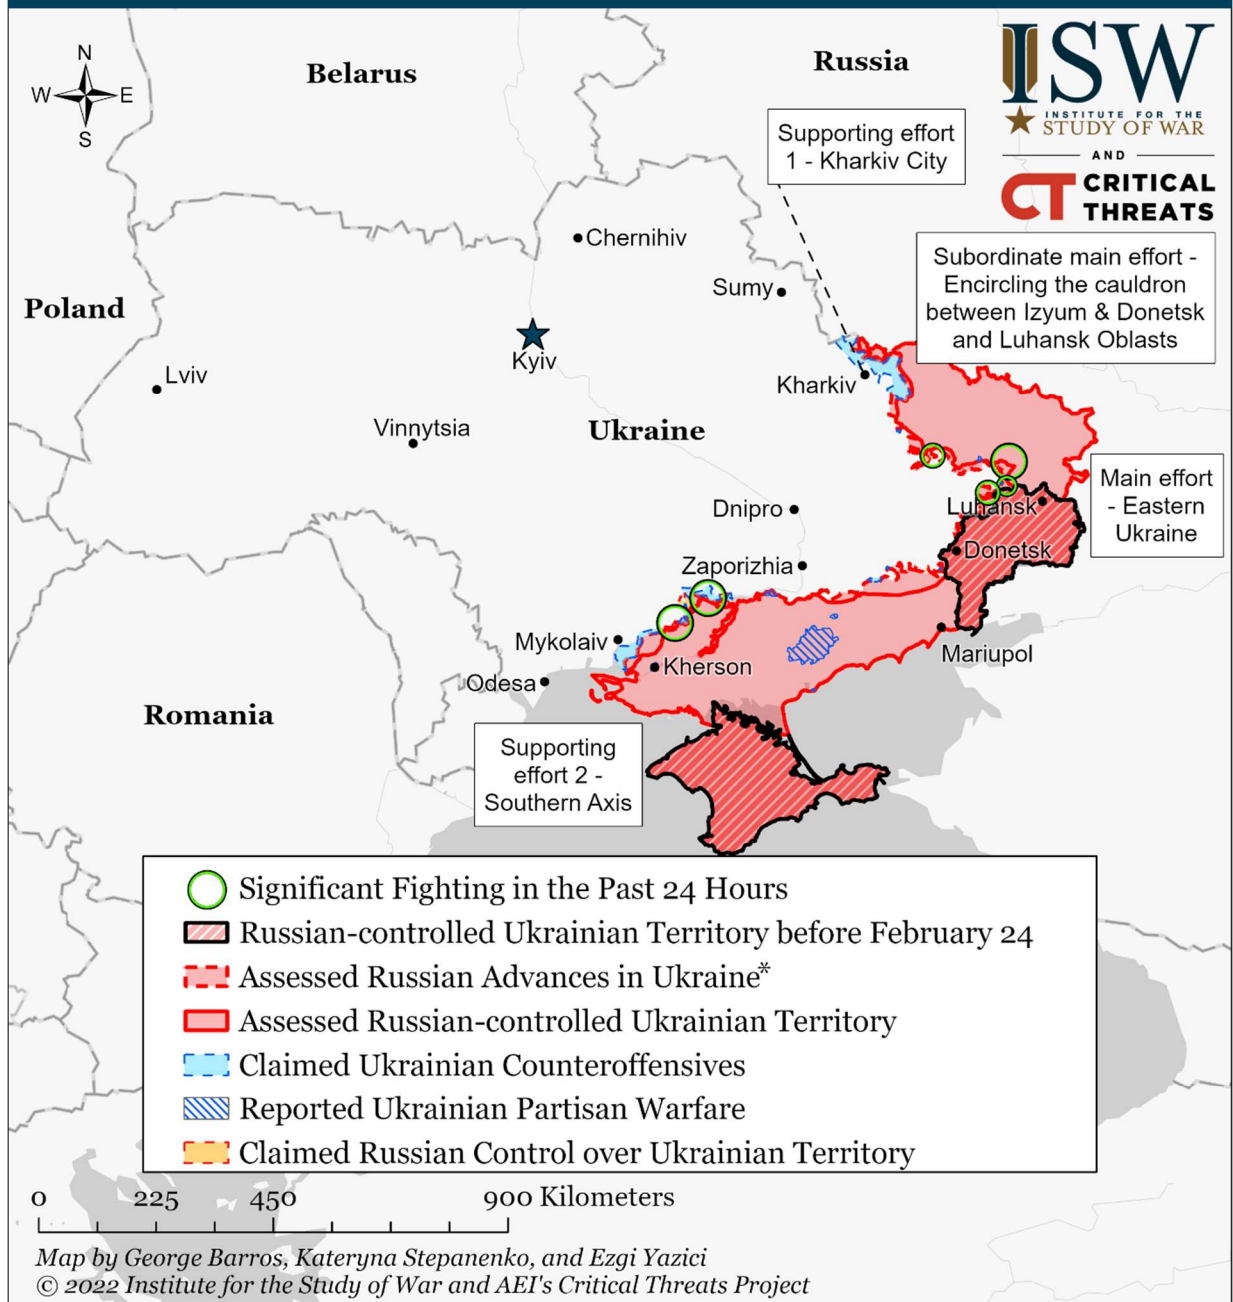 N
W E
S
Belarus
Russia
ISW
INSTITUTE FOR THE
STUDY OF WAR
AND
CT CRITICAL
THREATS
Supporting effort
1 - Kharkiv City
Chernihiv
Subordinate main effort -
Encircling the cauldron
between Izyum & Donetsk
and Luhansk Oblasts
Sumy
Poland
Kyiv
Lviv
Kharkiv
Vinnytsia
Ukraine
Main effort
- Eastern
Ukraine
Dnipro
Luhansk
Donetsk
Zaporizhia
Mykolaiv
Mariupol
Kherson
Odesa
Romania
Supporting
effort 2 -
Southern Axis
Significant Fighting in the Past 24 Hours
Russian-controlled Ukrainian Territory before February 24
Assessed Russian Advances in Ukraine*
Assessed Russian-controlled Ukrainian Territory
Claimed Ukrainian Counteroffensives
Reported Ukrainian Partisan Warfare
Claimed Russian Control over Ukrainian Territory
0 225 450 900 Kilometers
Map by George Barros, Kateryna Stepanenko, and Ezgi Yazici
© 2022 Institute for the Study of War and AEI's Critical Threats Project